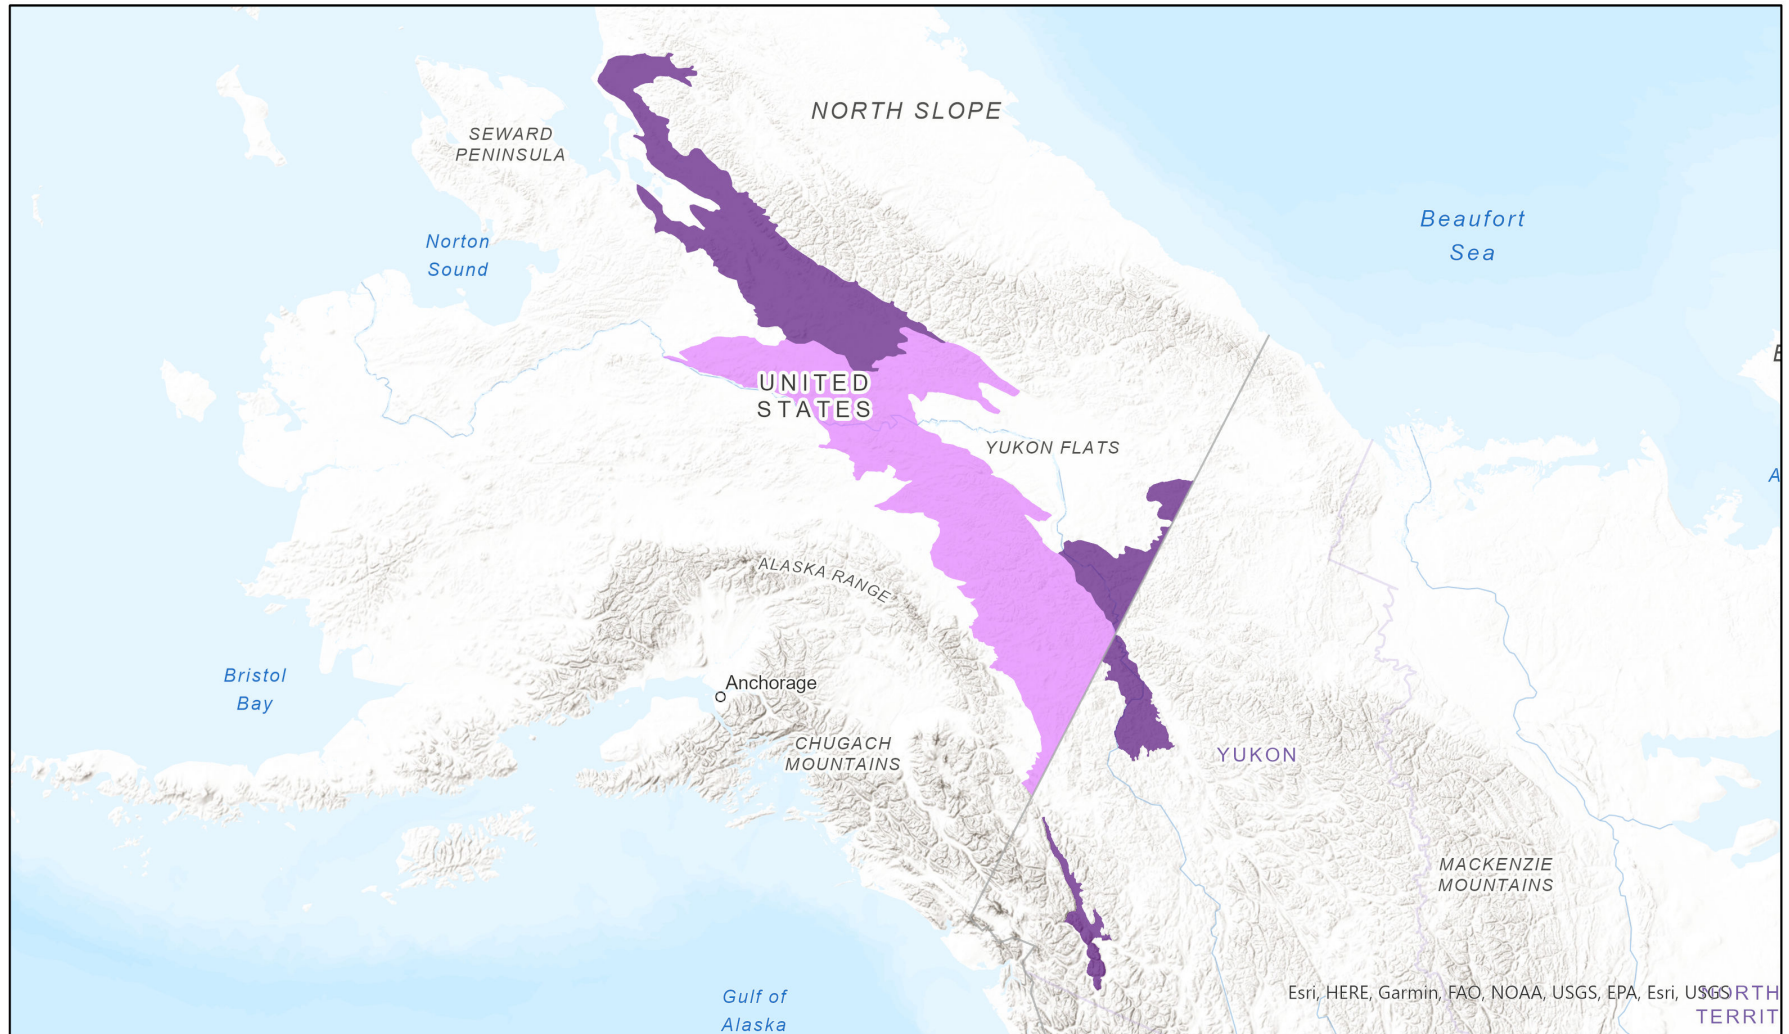 NORTH SLOPE
SEWARD
PENINSULA
Beaufort
Sea
Norton
Sound
UNITED
STATES
YUKON FLATS
ALASKA RANGE
Bristol
Bay
Anchorage
CHUGACH
MOUNTAINS
YUKON
MACKENZIE
MOUNTAINS
Gulf of
Alaska
Esri, HERE, Garmin, FAO, NOAA, USGS, EPA, Esri, USGS
TERRIT